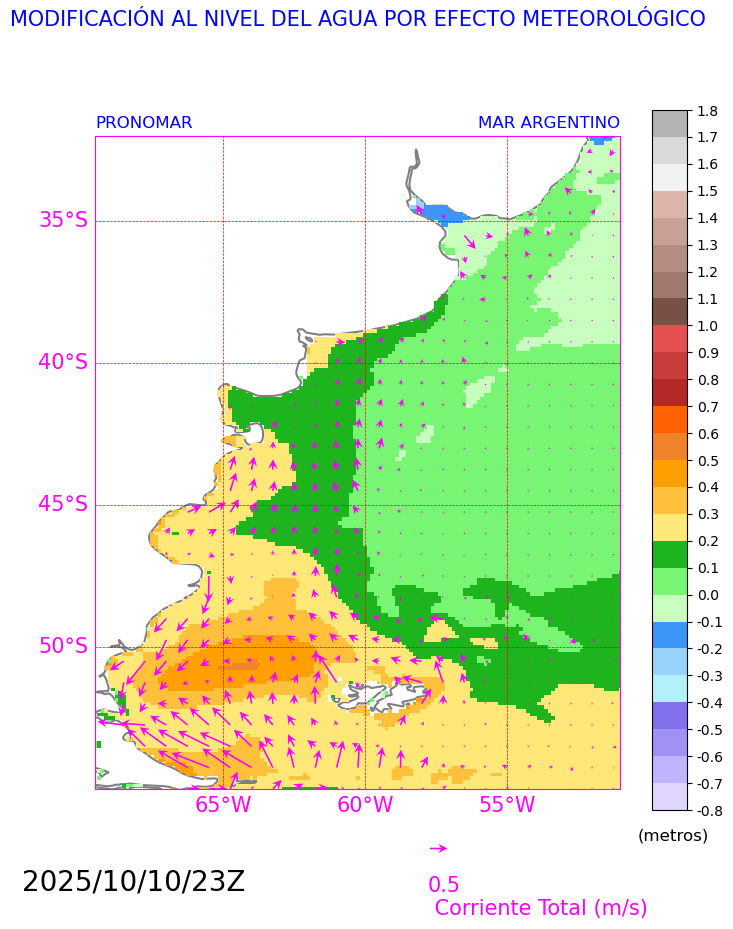 MODIFICACIÓN AL NIVEL DEL AGUA POR EFECTO METEOROLÓGICO
PRONOMAR
MAR ARGENTINO
35°S
40°S
45°S
50°S
65°W
60°W
55°W
1.8
1.7
1.6
1.5
1.4
1.3
1.2
1.1
1.0
0.9
0.8
0.7
0.6
0.5
0.4
0.3
0.2
0.1
0.0
-0.1
-0.2
-0.3
-0.4
-0.5
-0.6
-0.7
-0.8
(metros)
2025/10/10/23Z
0.5
Corriente Total (m/s)